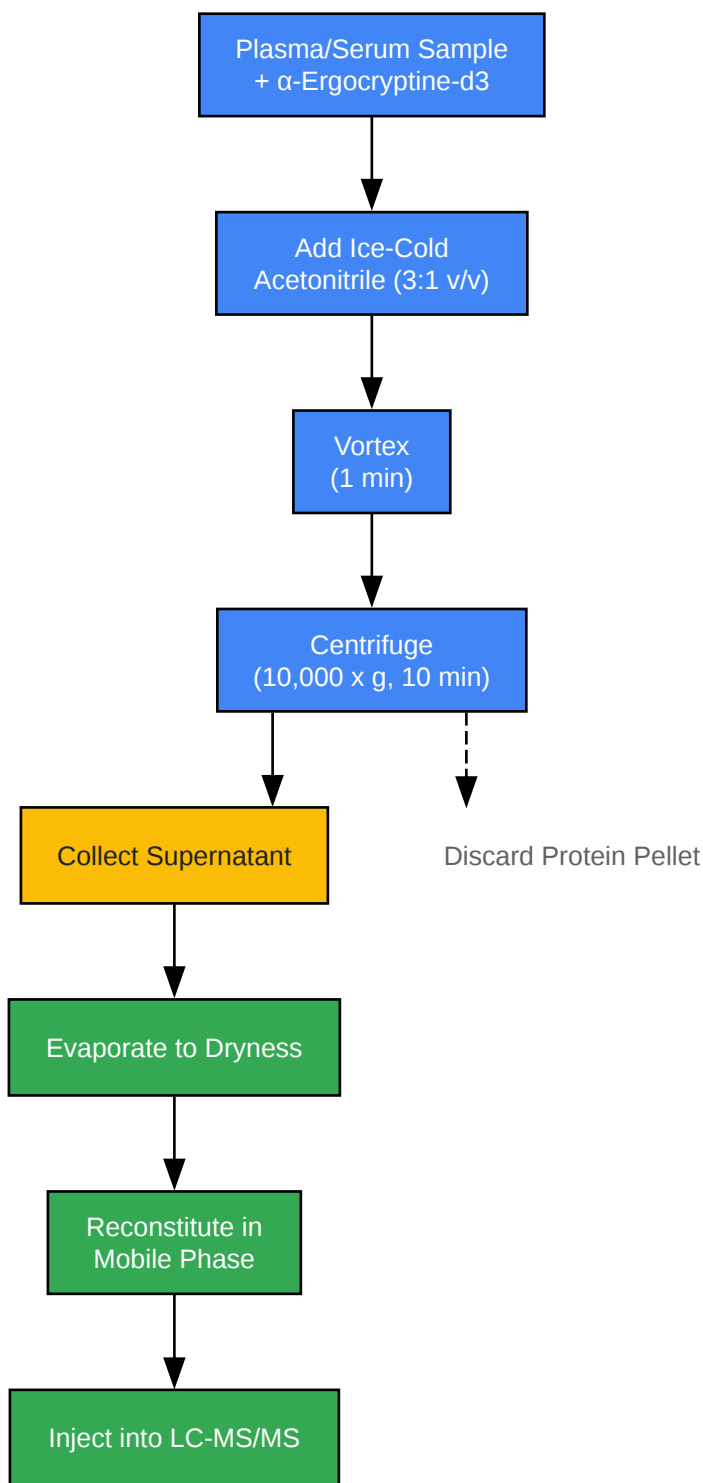 Plasma/Serum Sample
+ α-Ergocryptine-d3
Add Ice-Cold
Acetonitrile (3:1 v/v)
Vortex
(1 min)
Centrifuge
(10,000 x g, 10 min)
Collect Supernatant
Discard Protein Pellet
Evaporate to Dryness
Reconstitute in
Mobile Phase
Inject into LC-MS/MS